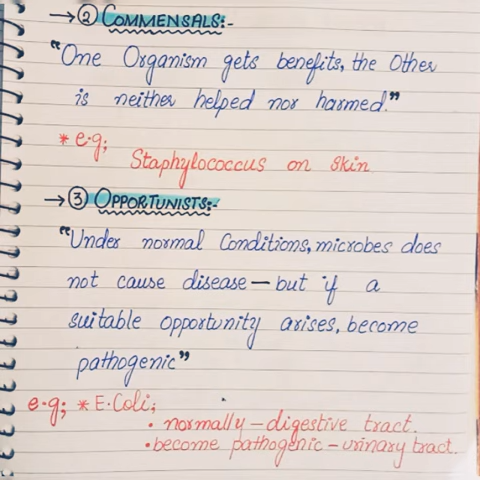 → ② COMMENSALS:-
"One Organism gets benefits, the Other
is neither helped nor harmed."
* e.g;
Staphylococcus on skin
→ ③ OPPORTUNISTS:-
"Under normal Conditions, microbes does
not cause disease — but if a
suitable opportunity arises, become
pathogenic"
e.g; * E.Coli;
• normally – digestive tract.
• become pathogenic – urinary tract.